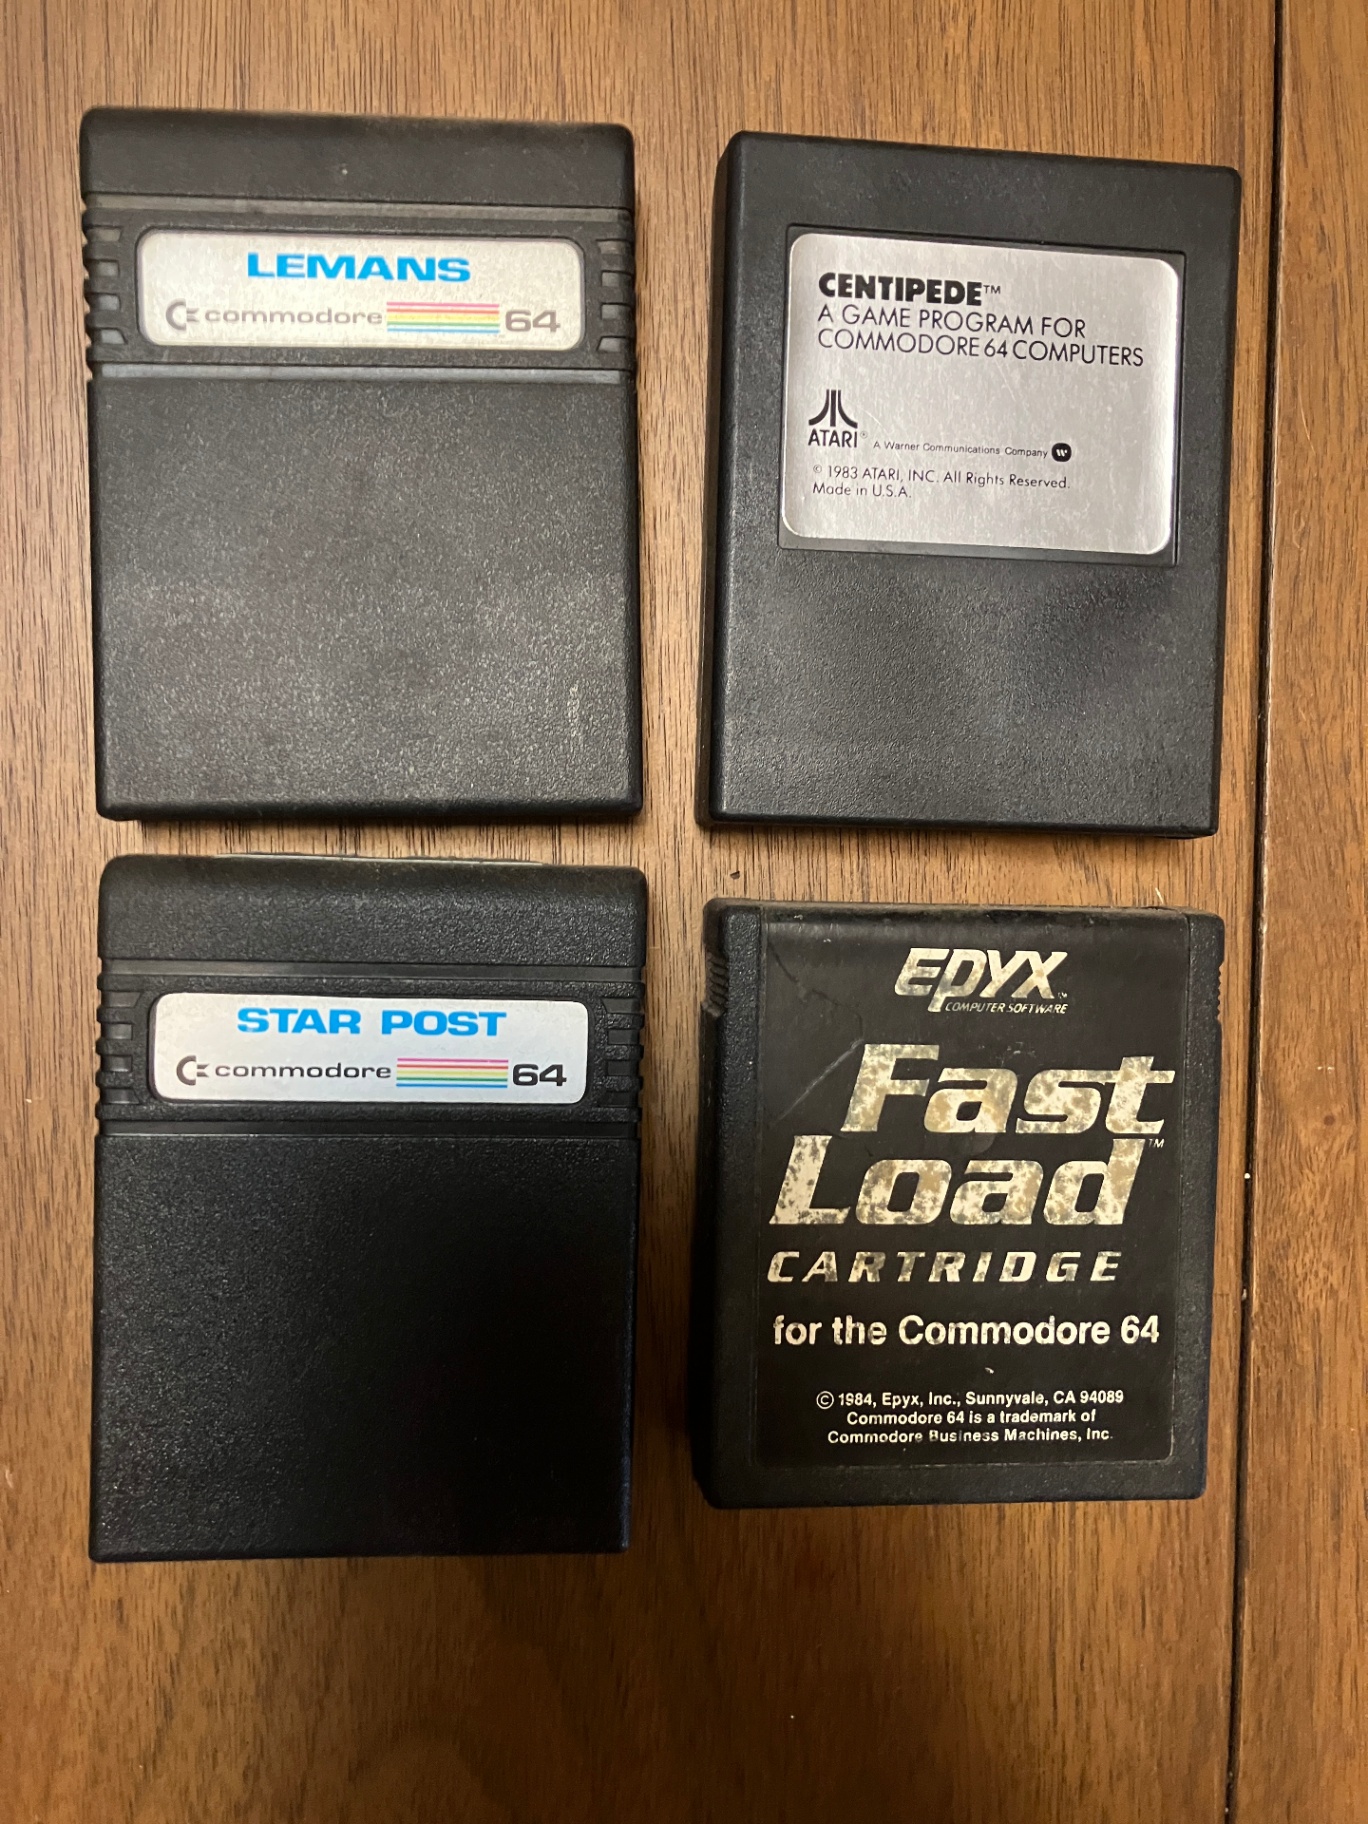 LEMANS
commodore 64
CENTIPEDE™
A GAME PROGRAM FOR
COMMODORE 64 COMPUTERS
ATARI®
A Warner Communications Company
© 1983 ATARI, INC. All Rights Reserved.
Made in U.S.A.
STAR POST
commodore 64
EPYX™
COMPUTER SOFTWARE
Fast
Load™
CARTRIDGE
for the Commodore 64
© 1984, Epyx, Inc., Sunnyvale, CA 94089
Commodore 64 is a trademark of
Commodore Business Machines, Inc.